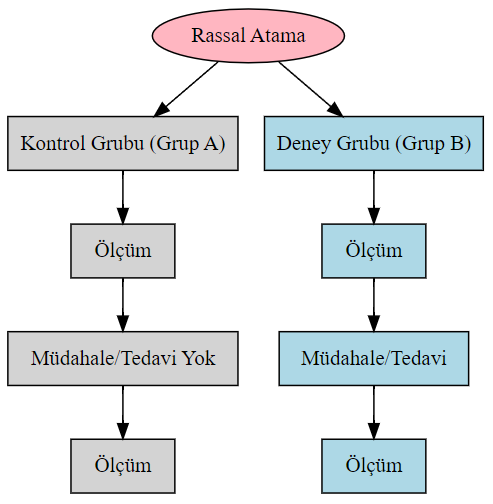 Rassal Atama
Kontrol Grubu (Grup A)
Deney Grubu (Grup B)
Ölçüm
Ölçüm
Müdahale/Tedavi Yok
Müdahale/Tedavi
Ölçüm
Ölçüm